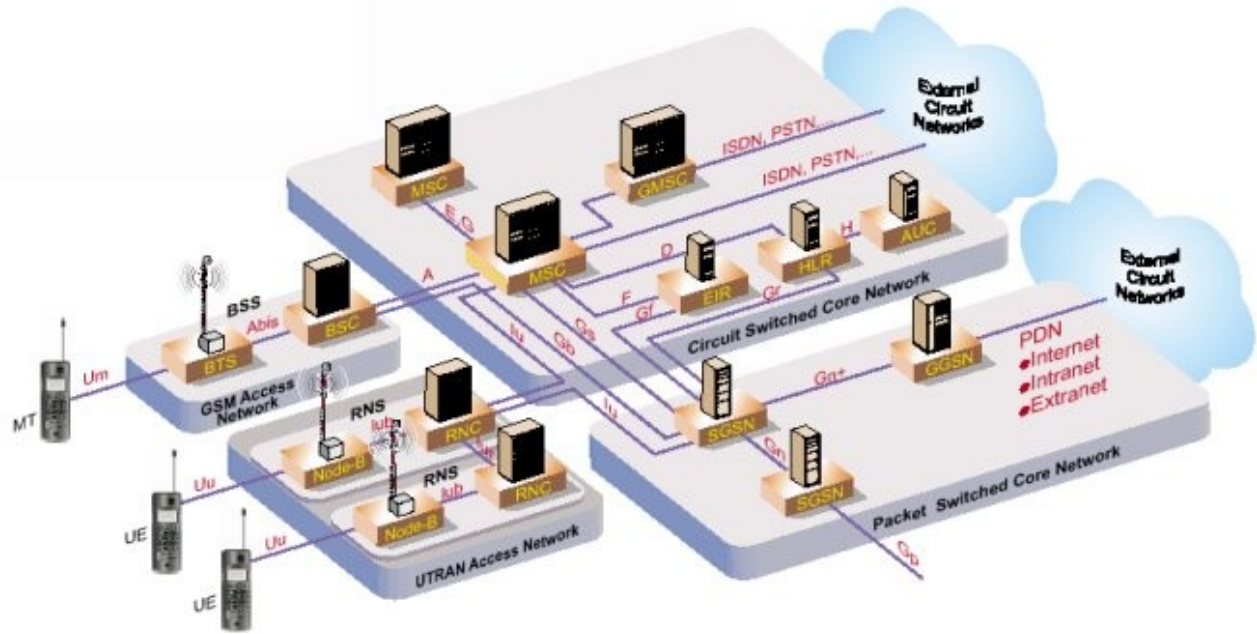 External
Circuit
Networks
ISDN, PSTN,...
ISDN, PSTN,...
MSC
GMSC
E,G
MSC
D
HLR
H
AUC
F
EIR
Gf
Gr
Circuit Switched Core Network
A
Iu
Gs
Gb
BSS
Abis
BSC
BTS
GSM Access
Network
Um
MT
External
Circuit
Networks
PDN
Internet
Intranet
Extranet
GGSN
Gn+
SGSN
Iu
Gn
SGSN
Gp
Packet Switched Core Network
RNS
Iub
RNC
Iur
Node-B
RNS
Iub
RNC
Node-B
UTRAN Access Network
Uu
UE
Uu
UE